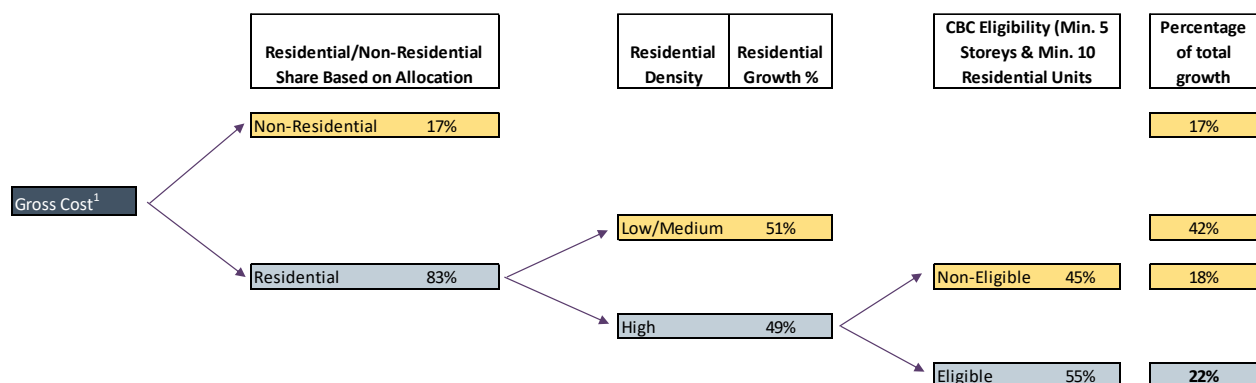 Residential/Non-Residential
Share Based on Allocation
Residential
Density
Residential
Growth %
CBC Eligibility (Min. 5
Storeys & Min. 10
Residential Units
Percentage
of total
growth
Non-Residential 17%
17%
Gross Cost¹
Low/Medium 51%
42%
Residential 83%
Non-Eligible 45%
18%
High 49%
Eligible 55%
22%